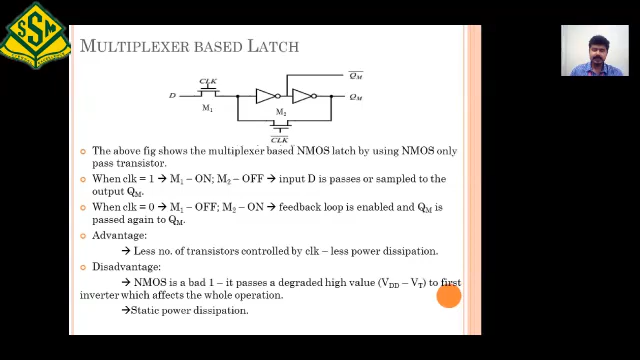 SSM
MULTIPLEXER BASED LATCH
CLK
D
M1
M2
CLK
QM
QM
The above fig shows the multiplexer based NMOS latch by using NMOS only
pass transistor.
When clk = 1 → M1 – ON; M2 – OFF → input D is passes or sampled to the
output QM.
When clk = 0 → M1 – OFF; M2 – ON → feedback loop is enabled and QM is
passed again to QM.
Advantage:
→ Less no. of transistors controlled by clk – less power dissipation.
Disadvantage:
→ NMOS is a bad 1 – it passes a degraded high value (VDD – VT) to first
inverter which affects the whole operation.
→Static power dissipation.